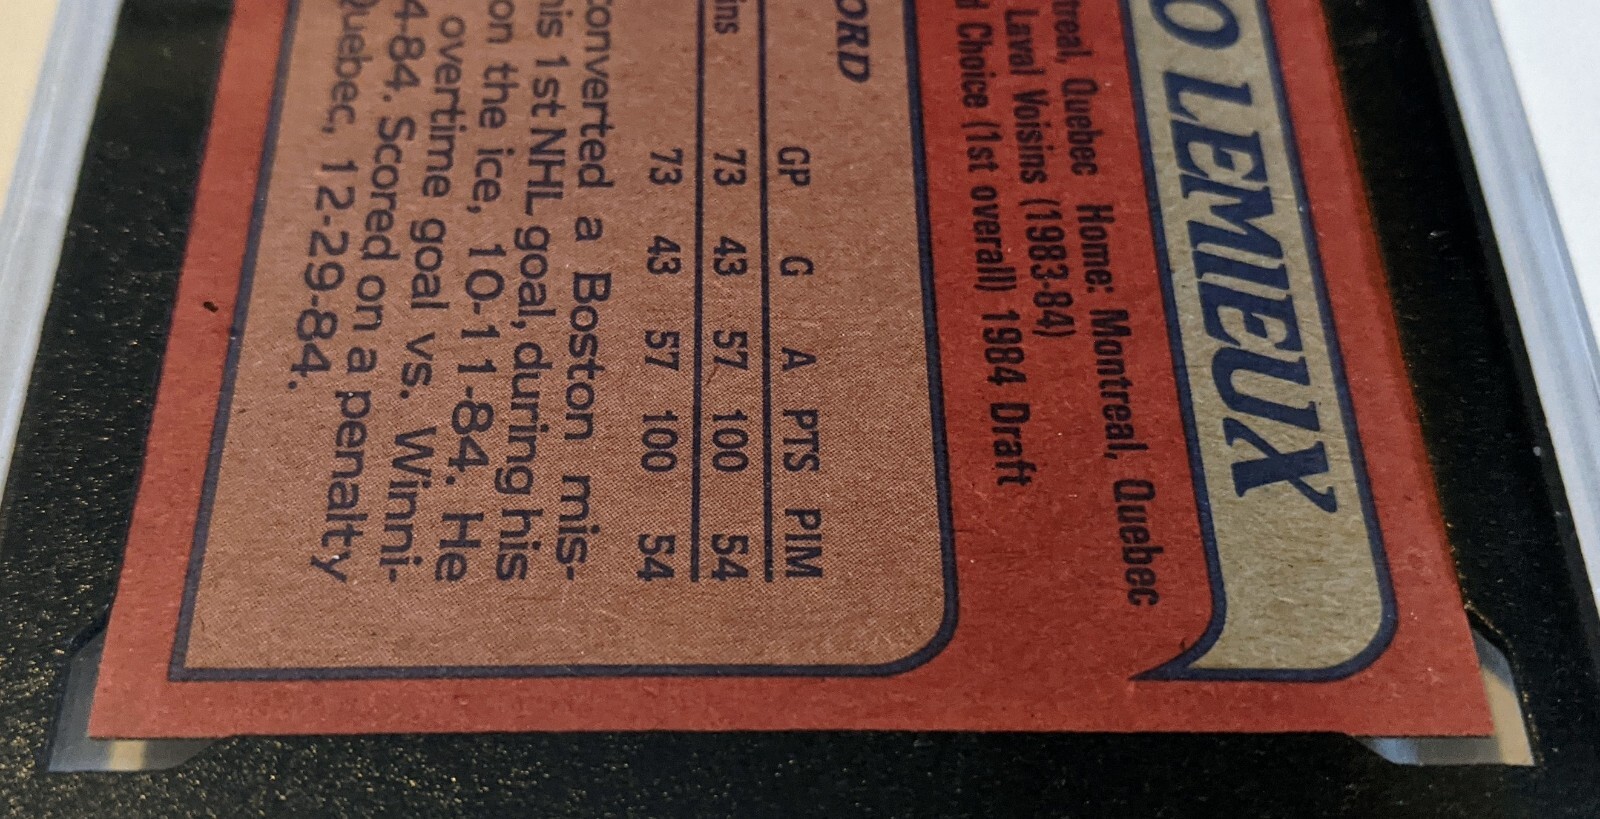 O LEMIEUX
treal, Quebec Home: Montreal, Quebec
Laval Voisins (1983-84)
d Choice (1st overall) 1984 Draft
ORD
GP G A PTS PIM
ins 73 43 57 100 54
73 43 57 100 54
converted a Boston mis-
his 1st NHL goal, during his
on the ice, 10-11-84. He
overtime goal vs. Winni-
4-84. Scored on a penalty
Quebec, 12-29-84.